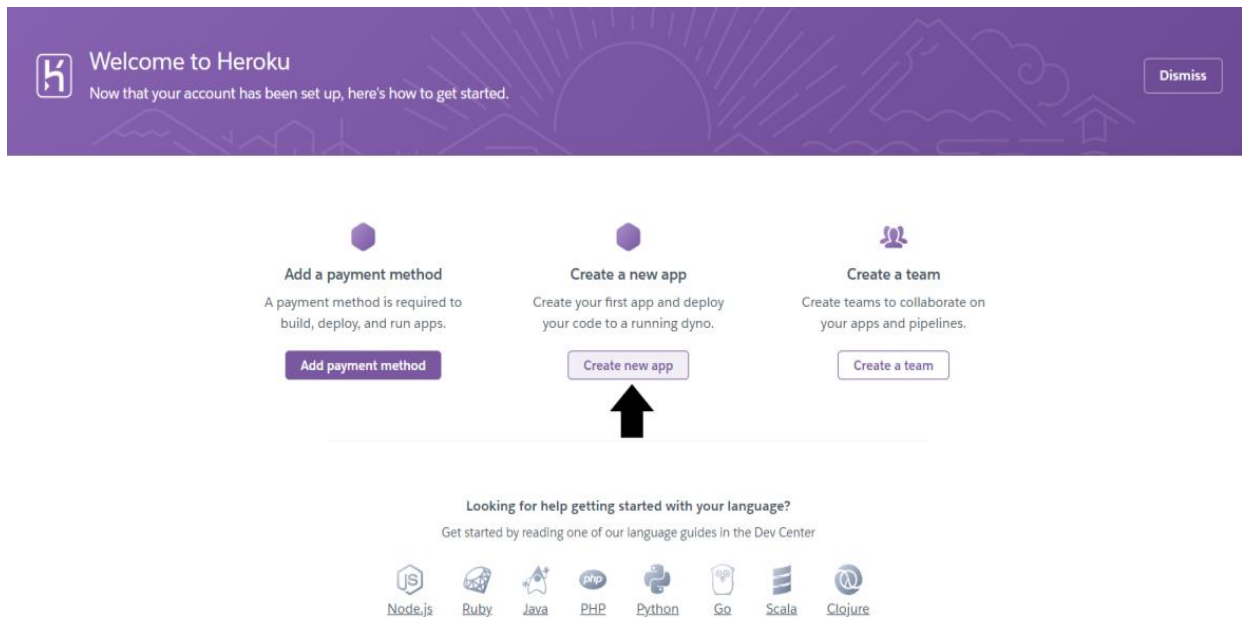 Welcome to Heroku
Now that your account has been set up, here's how to get started.
Dismiss
Add a payment method
A payment method is required to
build, deploy, and run apps.
Add payment method
Create a new app
Create your first app and deploy
your code to a running dyno.
Create new app
Create a team
Create teams to collaborate on
your apps and pipelines.
Create a team
Looking for help getting started with your language?
Get started by reading one of our language guides in the Dev Center
JS
php
Node.js
Ruby
Java
PHP
Python
Go
Scala
Clojure